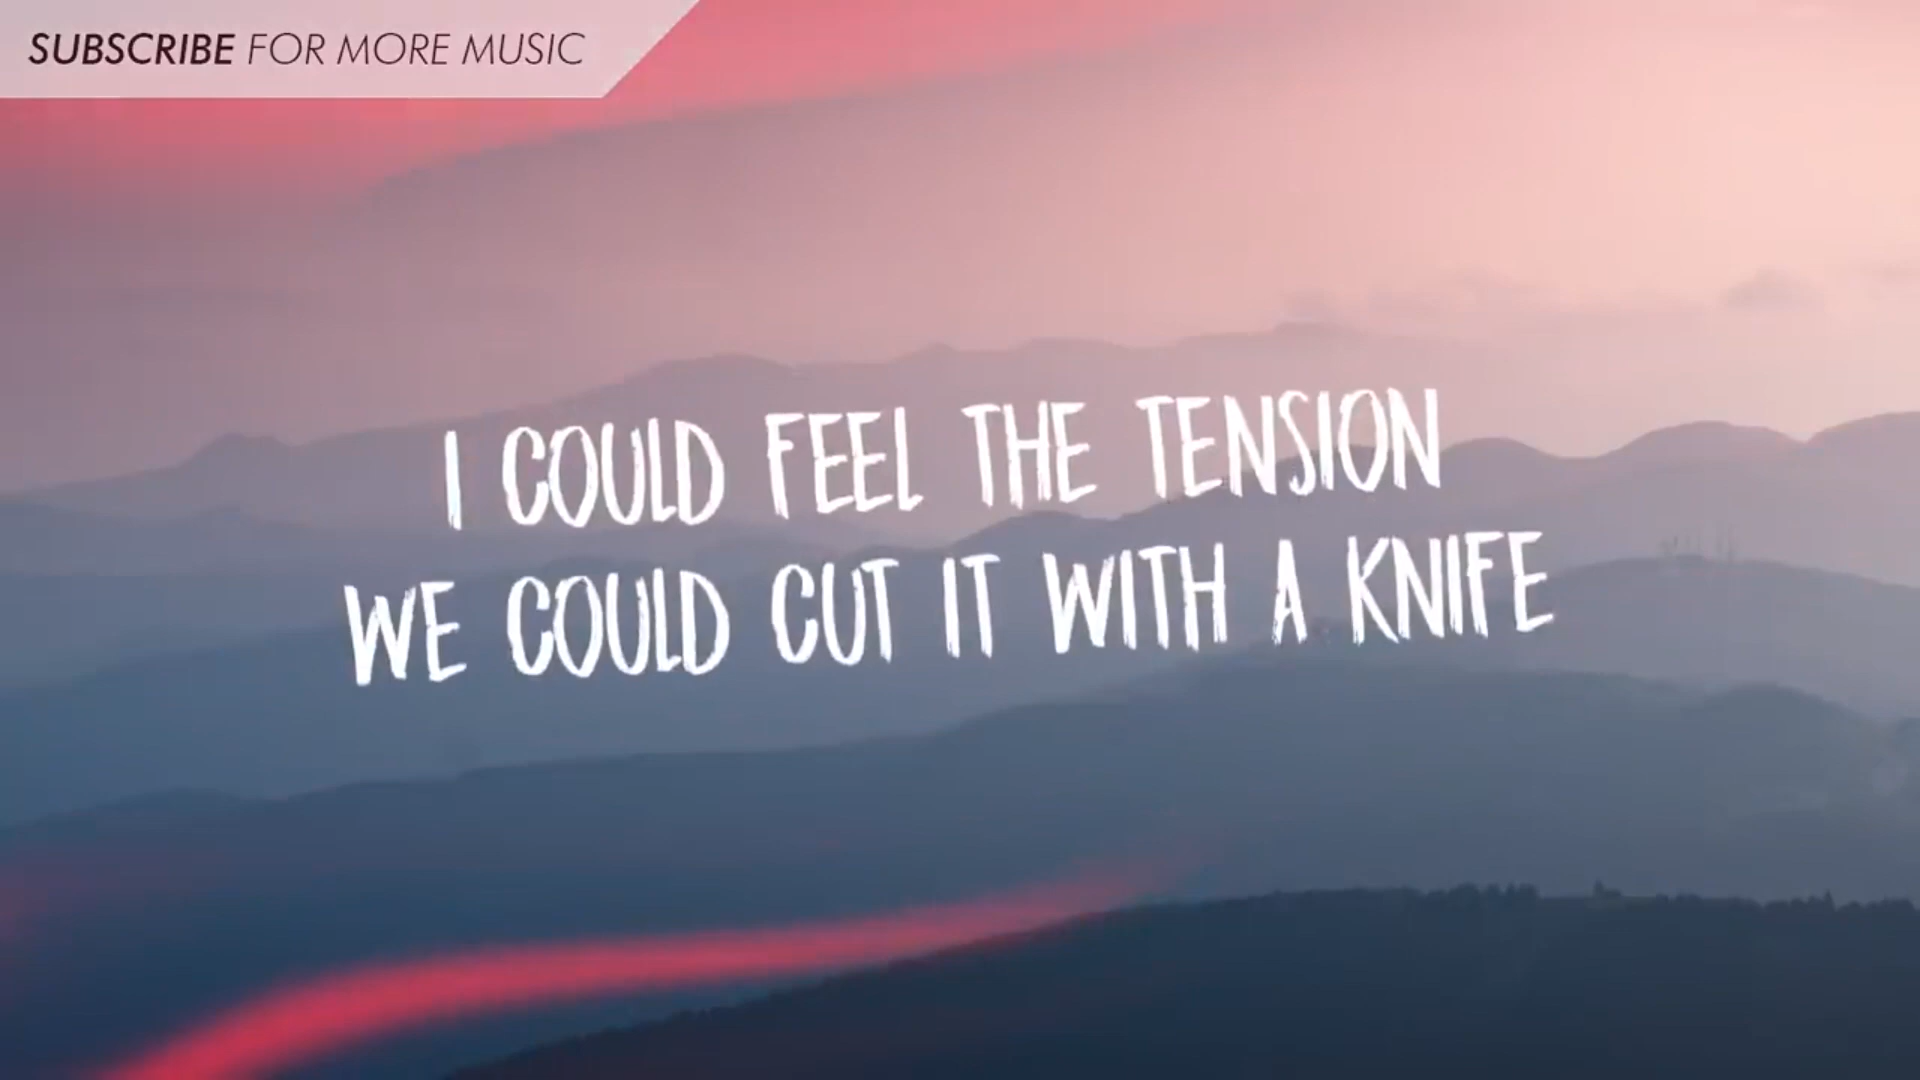 SUBSCRIBE FOR MORE MUSIC
I COULD FEEL THE TENSION
WE COULD CUT IT WITH A KNIFE